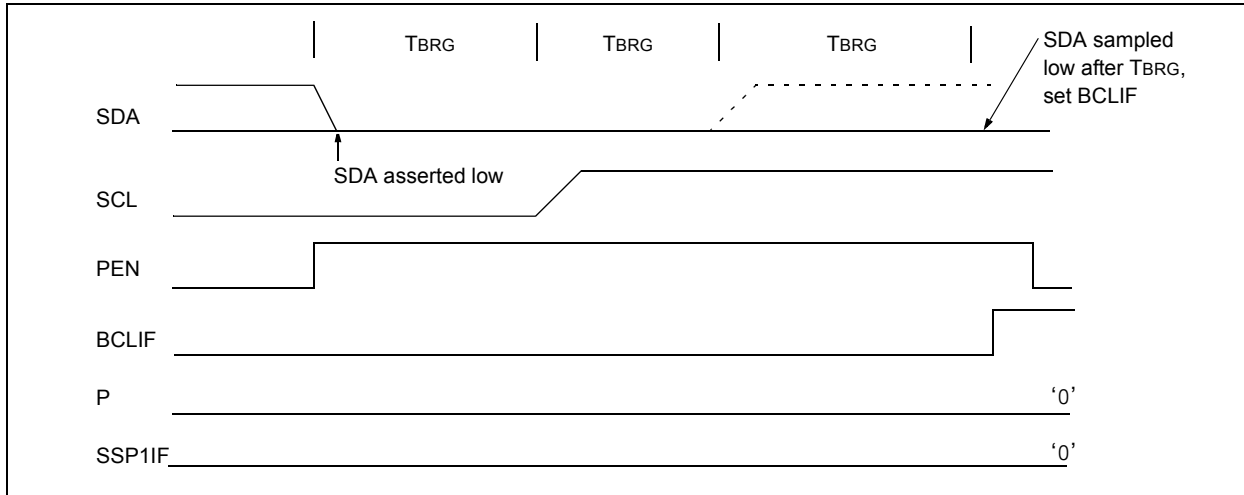 TBRG TBRG TBRG
SDA sampled
low after TBRG,
set BCLIF
SDA
SDA asserted low
SCL
PEN
BCLIF
P '0'
SSP1IF '0'